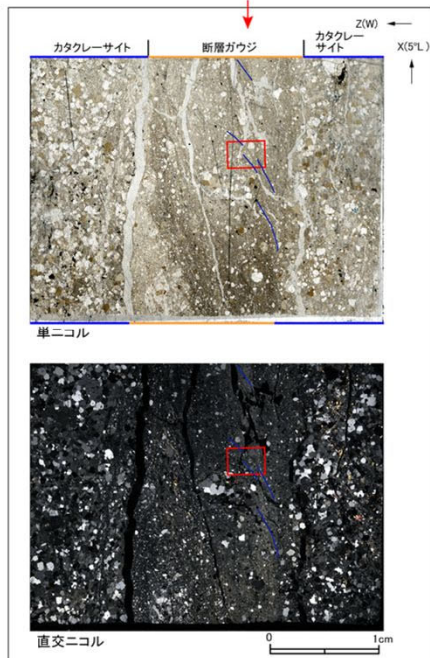 Z(W)
X(5°L)
カタクレーサイト
断層ガウジ
カタクレー
サイト
単ニコル
直交ニコル
0
1cm